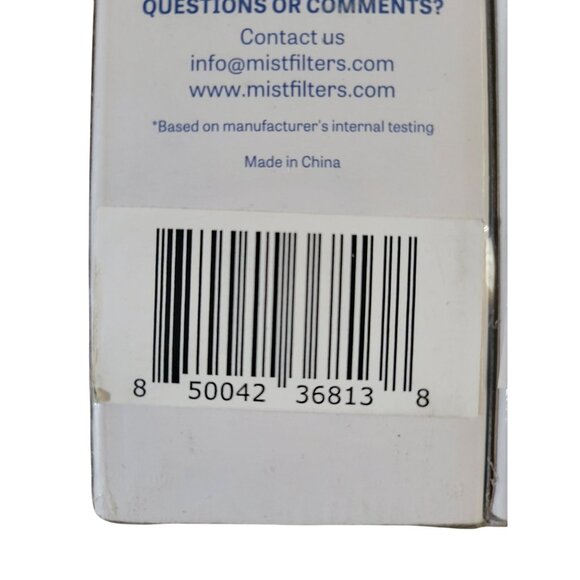 QUESTIONS OR COMMENTS?
Contact us
info@mistfilters.com
www.mistfilters.com
*Based on manufacturer's internal testing
Made in China
8 50042 36813 8